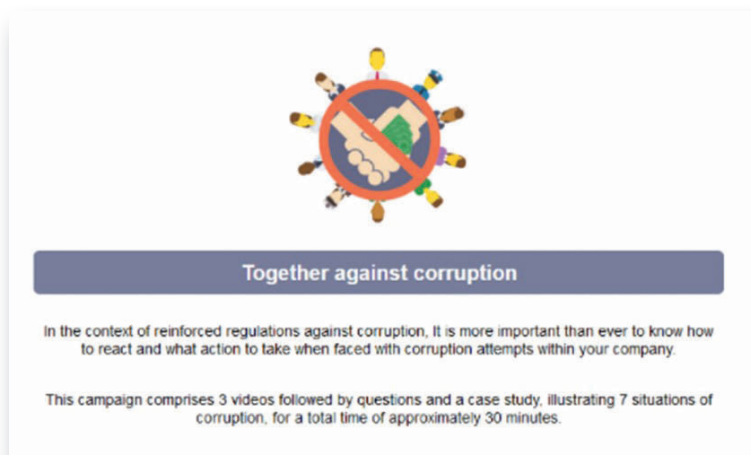 Together against corruption
In the context of reinforced regulations against corruption, It is more important than ever to know how
to react and what action to take when faced with corruption attempts within your company.
This campaign comprises 3 videos followed by questions and a case study, illustrating 7 situations of
corruption, for a total time of approximately 30 minutes.